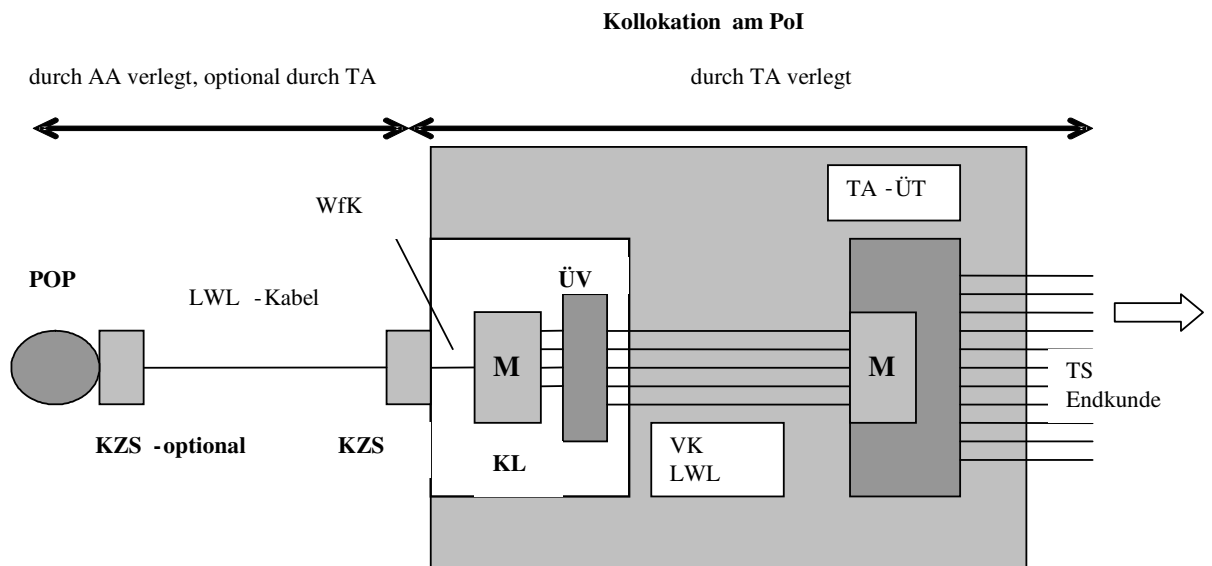 Kollokation am PoI
durch AA verlegt, optional durch TA
durch TA verlegt
TA -ÜT
WfK
POP
LWL -Kabel
ÜV
M
M
TS
Endkunde
KZS -optional
KZS
KL
VK
LWL